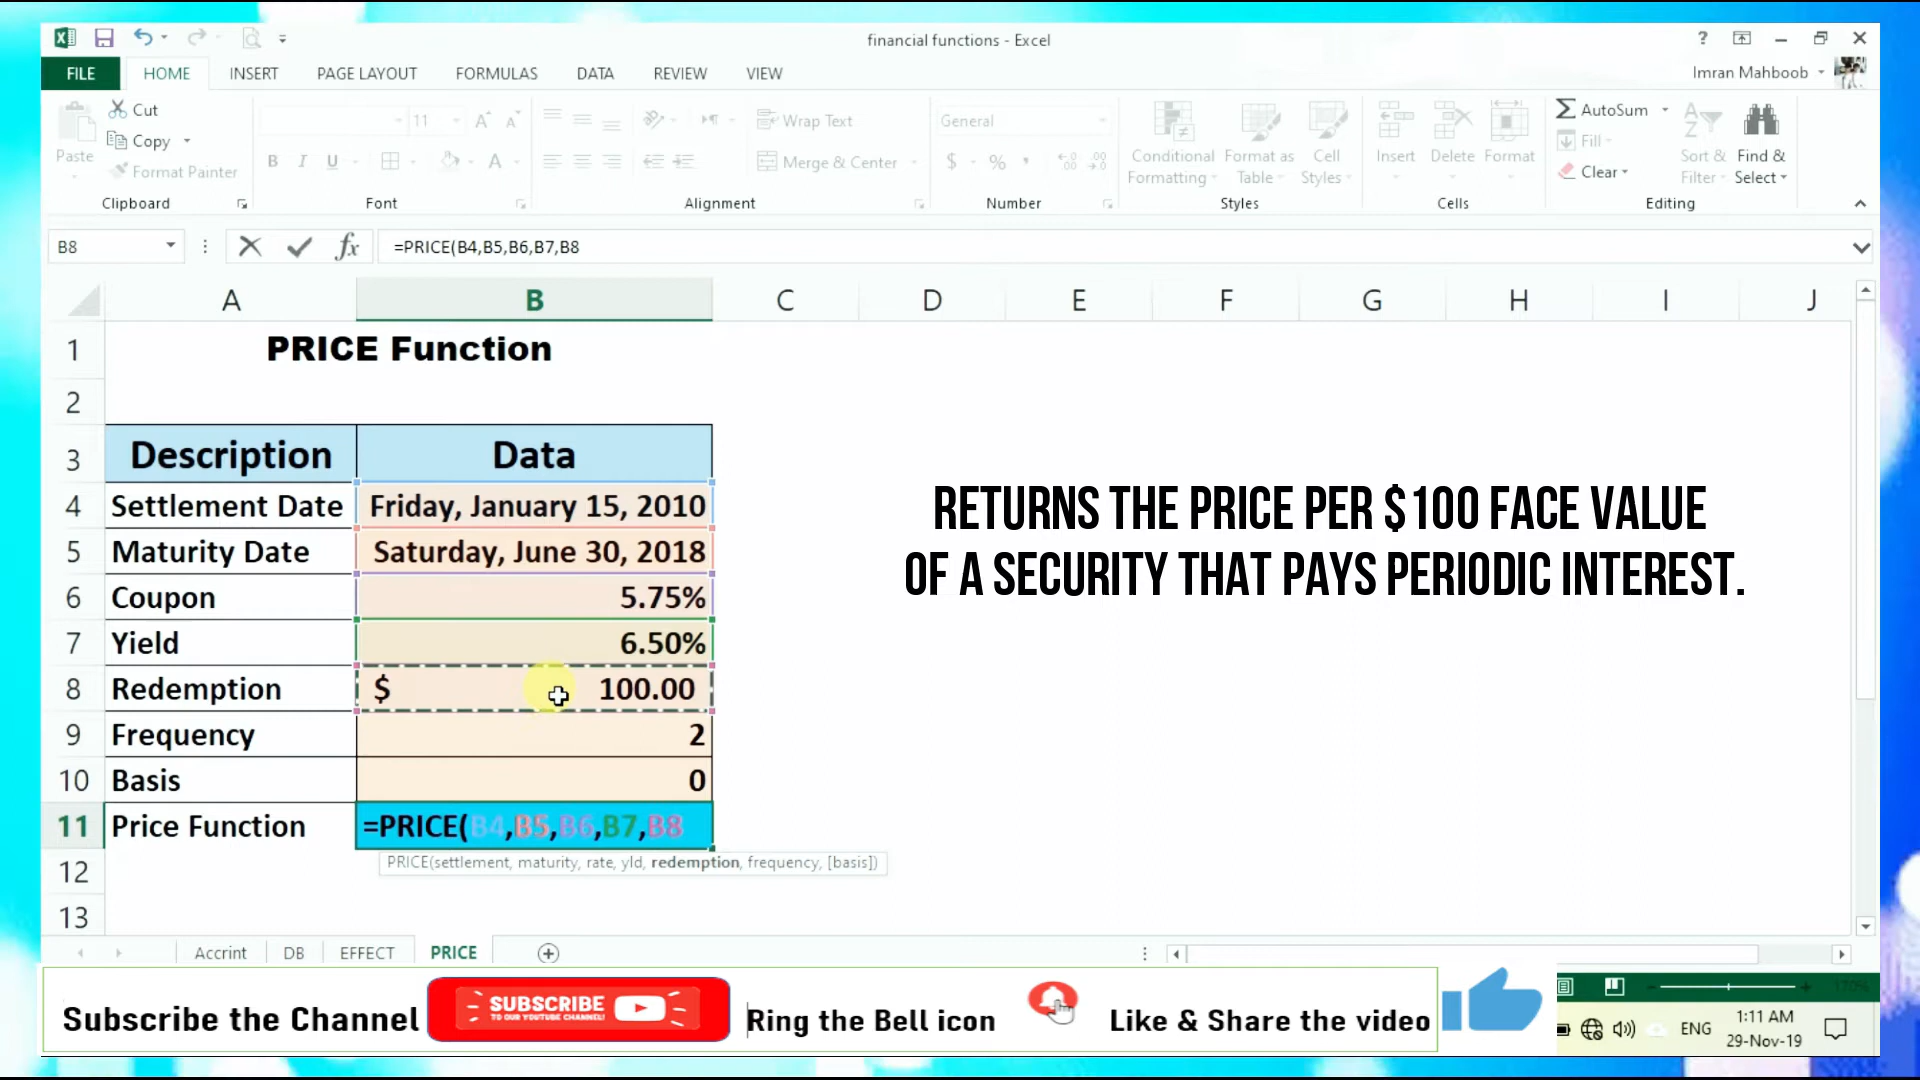 financial functions - Excel
?
Imran Mahboob
FILE HOME INSERT PAGE LAYOUT FORMULAS DATA REVIEW VIEW
Paste
Cut
Copy
Format Painter
Clipboard
11
B I U
Font
Wrap Text
Merge & Center
Alignment
General
$ % ,
Number
Conditional Formatting
Format as Table
Cell Styles
Styles
Insert Delete Format
Cells
AutoSum
Fill
Clear
Sort & Filter
Find & Select
Editing
B8
fx
=PRICE(B4,B5,B6,B7,B8
A B C D E F G H I J
1 PRICE Function
2
3 Description Data
4 Settlement Date Friday, January 15, 2010
5 Maturity Date Saturday, June 30, 2018
6 Coupon 5.75%
7 Yield 6.50%
8 Redemption $ 100.00
9 Frequency 2
10 Basis 0
11 Price Function =PRICE(B4,B5,B6,B7,B8
PRICE(settlement, maturity, rate, yld, redemption, frequency, [basis])
12
13
RETURNS THE PRICE PER $100 FACE VALUE
OF A SECURITY THAT PAYS PERIODIC INTEREST.
Accrint DB EFFECT PRICE
Subscribe the Channel
SUBSCRIBE
TO OUR YOUTUBE CHANNEL!
Ring the Bell icon
Like & Share the video
ENG
1:11 AM
29-Nov-19